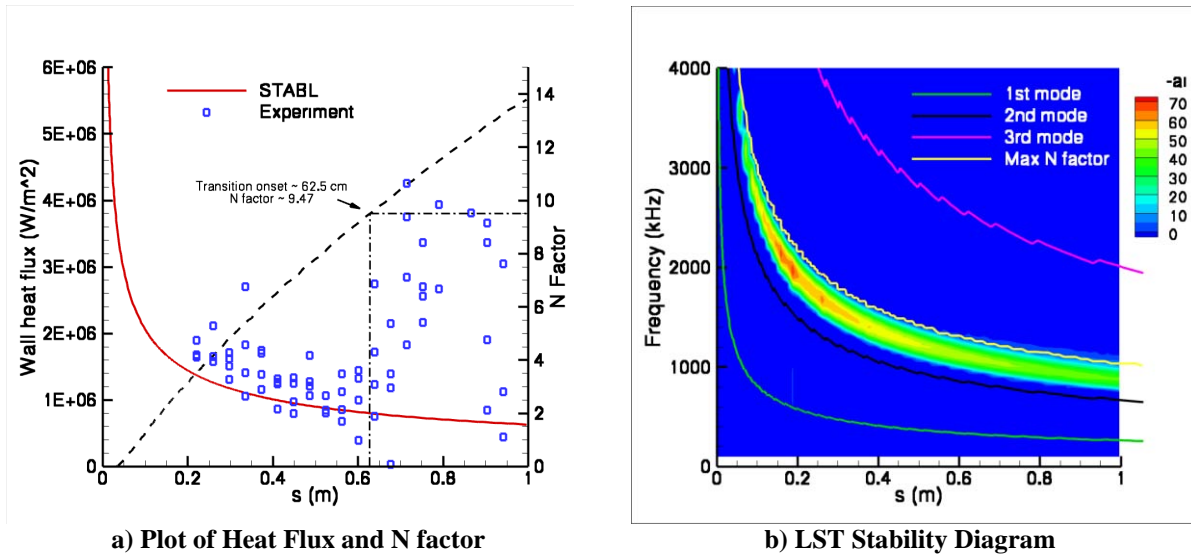 6E+06
5E+06
4E+06
3E+06
2E+06
1E+06
0
Wall heat flux (W/m^2)
STABL
Experiment
Transition onset ~ 62.5 cm
N factor ~ 9.47
14
12
10
8
6
4
2
0
N Factor
0 0.2 0.4 0.6 0.8 1
s (m)
a) Plot of Heat Flux and N factor
4000
3000
2000
1000
0
Frequency (kHz)
1st mode
2nd mode
3rd mode
Max N factor
-ai
70
60
50
40
30
20
10
0
0 0.2 0.4 0.6 0.8 1
s (m)
b) LST Stability Diagram